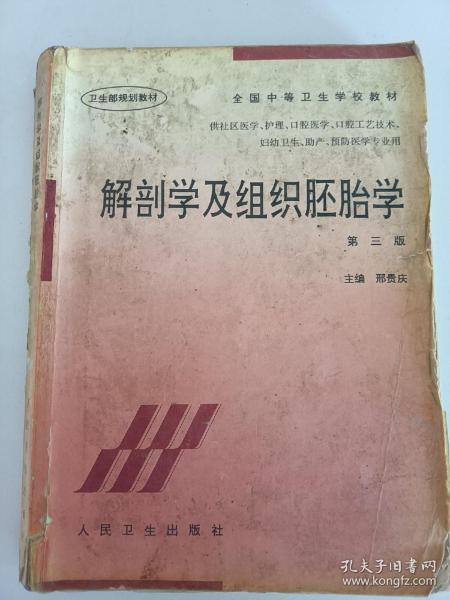 卫生部规划教材
全国中等卫生学校教材
供社区医学、护理、口腔医学、口腔工艺技术、
妇幼卫生、助产、预防医学专业用
解剖学及组织胚胎学
第三版
主编 邢贵庆
人民卫生出版社
孔夫子旧书网
www.kongfz.com